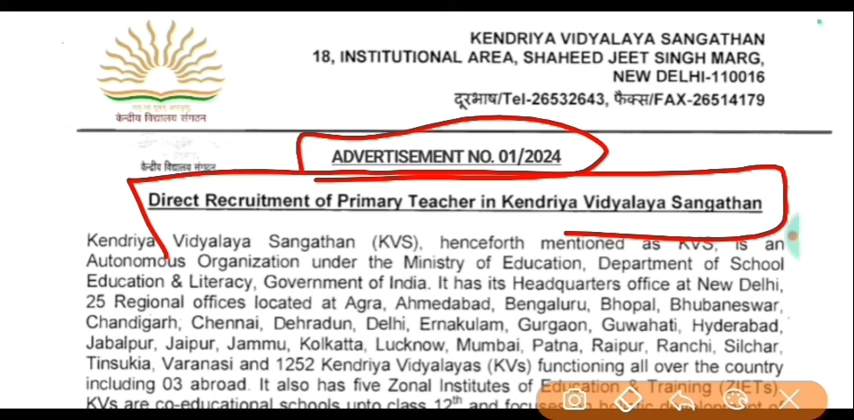 KENDRIYA VIDYALAYA SANGATHAN
18, INSTITUTIONAL AREA, SHAHEED JEET SINGH MARG,
NEW DELHI-110016
दूरभाष/Tel-26532643, फैक्स/FAX-26514179
केन्द्रीय विद्यालय संगठन
केन्द्रीय विद्यालय संगठन
ADVERTISEMENT NO. 01/2024
Direct Recruitment of Primary Teacher in Kendriya Vidyalaya Sangathan
Kendriya Vidyalaya Sangathan (KVS), henceforth mentioned as KVS, is an
Autonomous Organization under the Ministry of Education, Department of School
Education & Literacy, Government of India. It has its Headquarters office at New Delhi,
25 Regional offices located at Agra, Ahmedabad, Bengaluru, Bhopal, Bhubaneswar,
Chandigarh, Chennai, Dehradun, Delhi, Ernakulam, Gurgaon, Guwahati, Hyderabad,
Jabalpur, Jaipur, Jammu, Kolkatta, Lucknow, Mumbai, Patna, Raipur, Ranchi, Silchar,
Tinsukia, Varanasi and 1252 Kendriya Vidyalayas (KVs) functioning all over the country
including 03 abroad. It also has five Zonal Institutes of Education & Training (ZIETs).
KVs are co-educational schools upto class 12th and